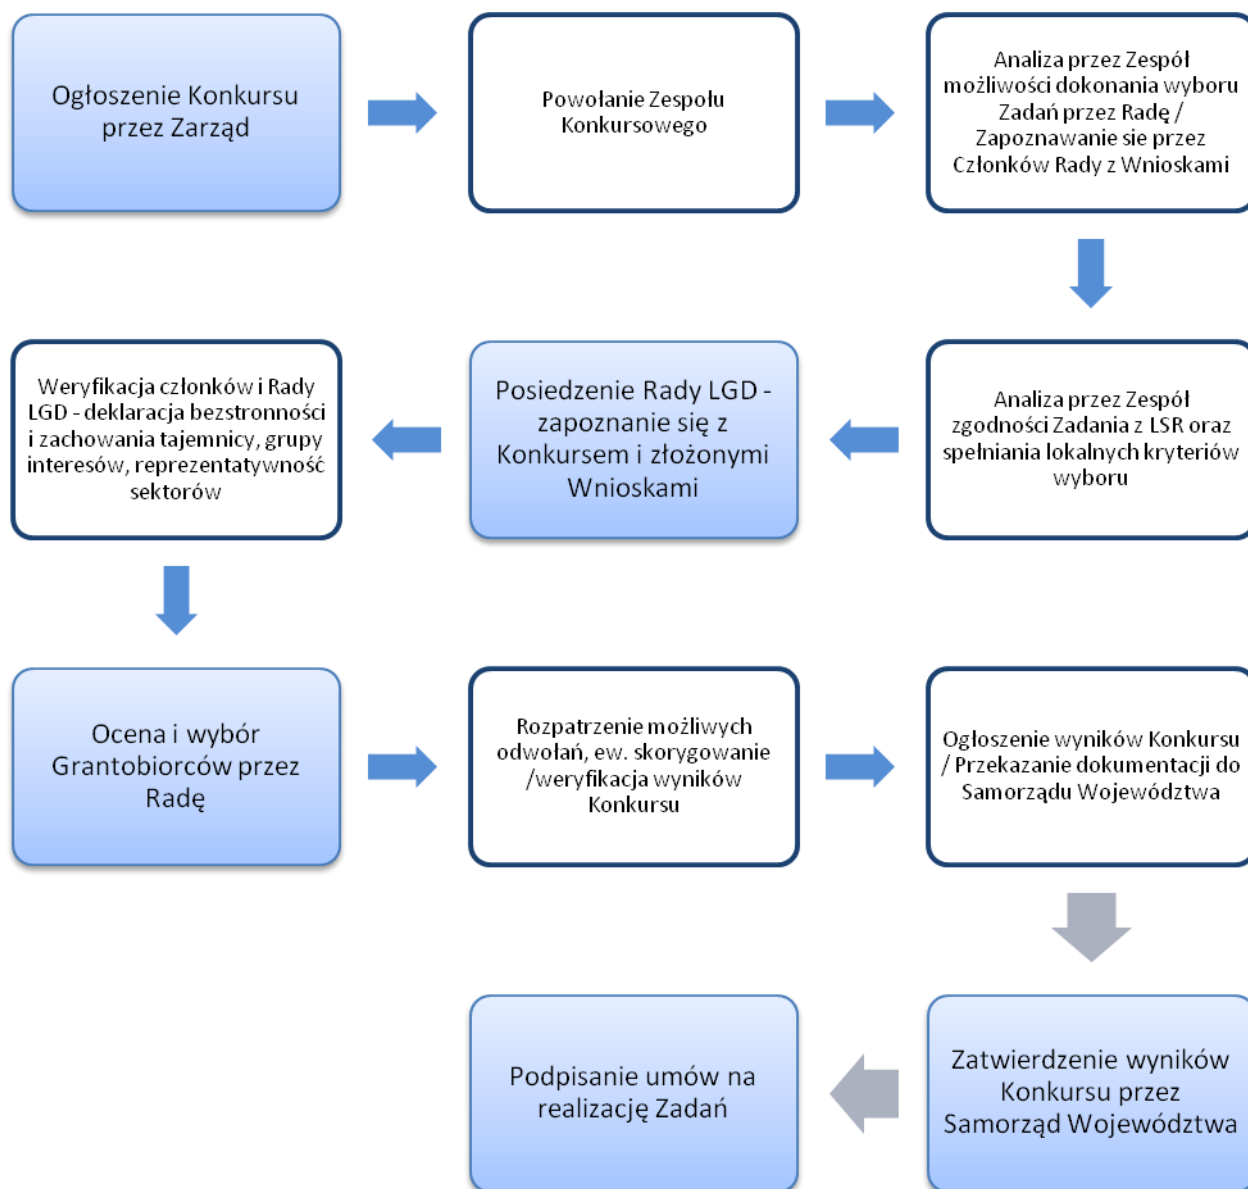 Ogłoszenie Konkursu
przez Zarząd
Powołanie Zespołu
Konkursowego
Analiza przez Zespół
możliwości dokonania wyboru
Zadań przez Radę /
Zapoznawanie sie przez
Członków Rady z Wnioskami
Analiza przez Zespół
zgodności Zadania z LSR oraz
spełniania lokalnych kryteriów
wyboru
Posiedzenie Rady LGD -
zapoznanie się z
Konkursem i złożonymi
Wnioskami
Weryfikacja członków i Rady
LGD - deklaracja bezstronności
i zachowania tajemnicy, grupy
interesów, reprezentatywność
sektorów
Ocena i wybór
Grantobiorców przez
Radę
Rozpatrzenie możliwych
odwołań, ew. skorygowanie
/weryfikacja wyników
Konkursu
Ogłoszenie wyników Konkursu
/ Przekazanie dokumentacji do
Samorządu Województwa
Zatwierdzenie wyników
Konkursu przez
Samorząd Województwa
Podpisanie umów na
realizację Zadań